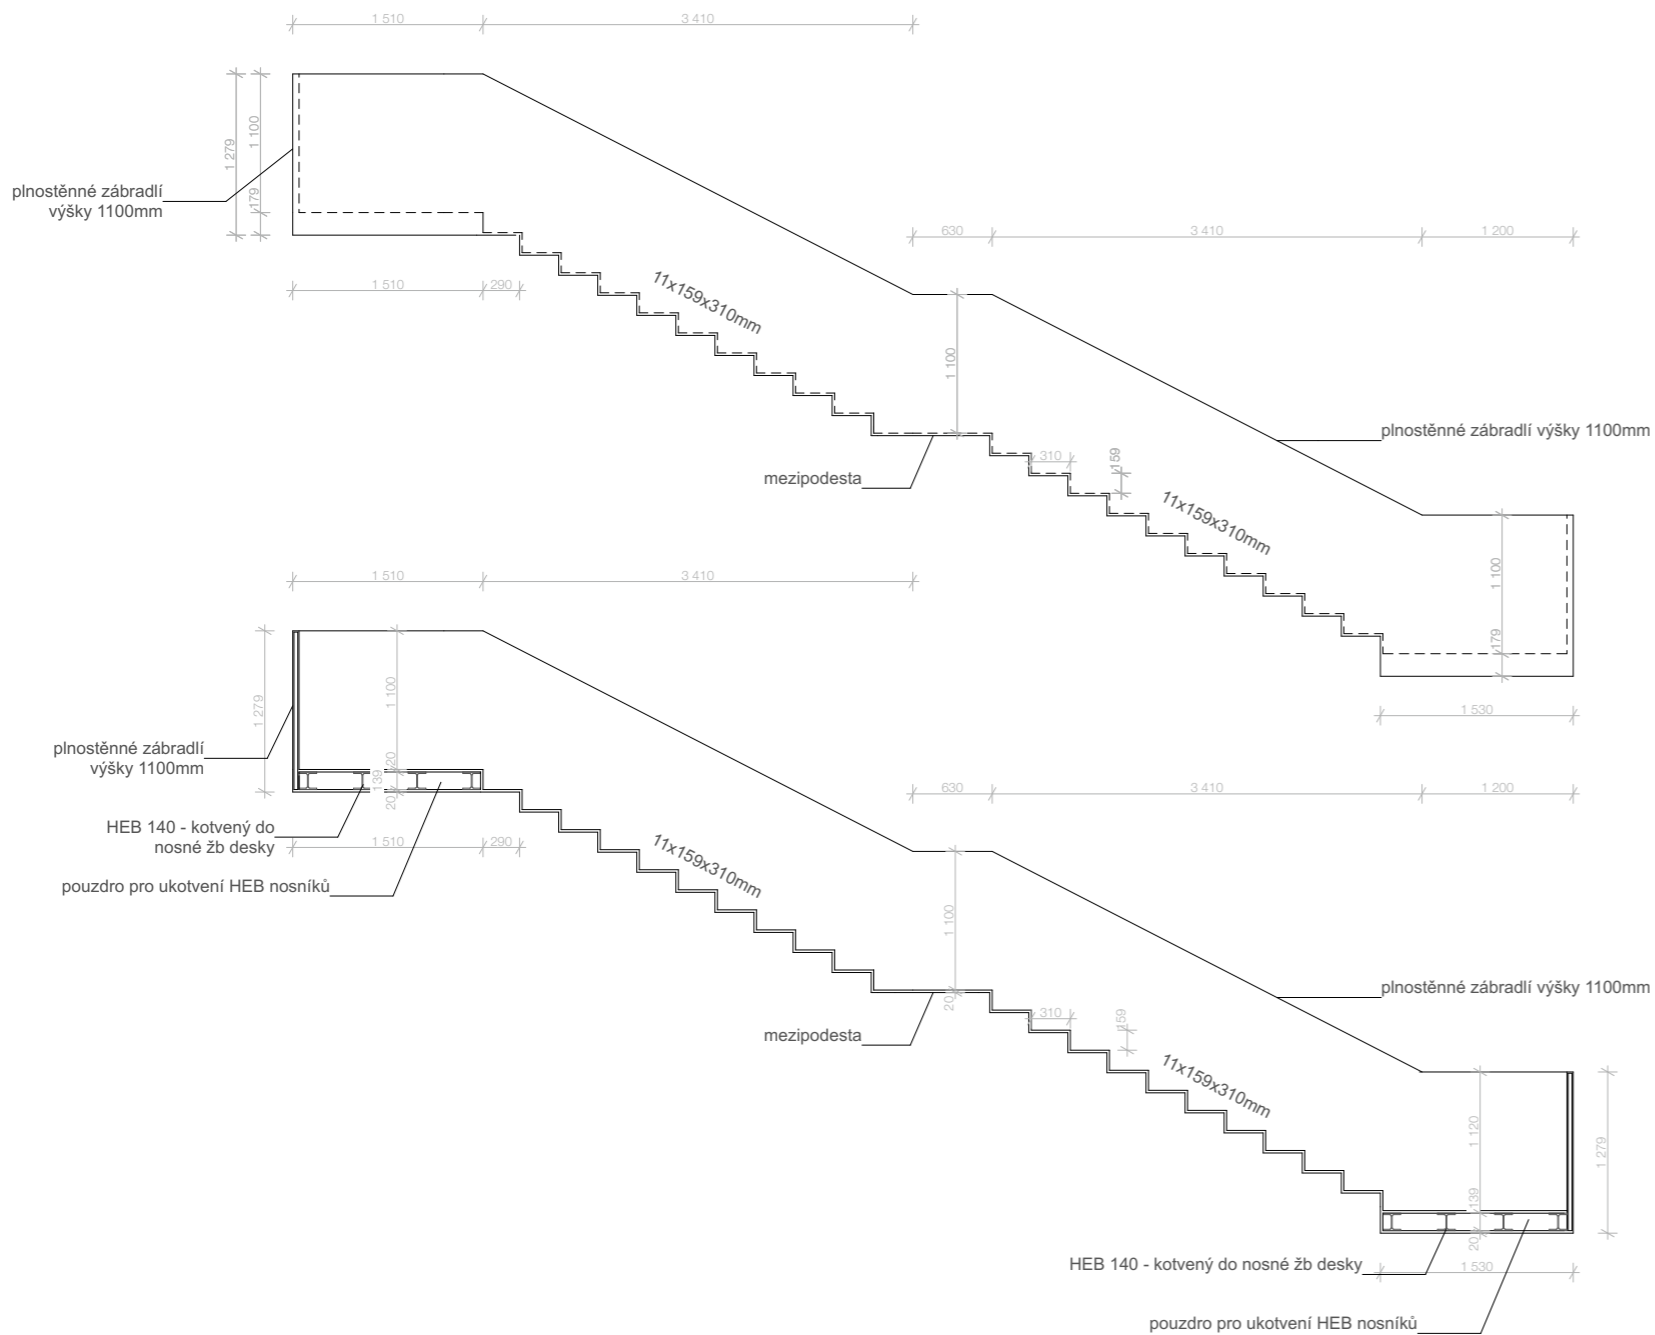 1 510
3 410
1 279
1 100
179
plnostěnné zábradlí
výšky 1100mm
630
3 410
1 200
1 510
290
11x159x310mm
1 100
plnostěnné zábradlí výšky 1100mm
mezipodesta
310
159
11x159x310mm
1 100
179
1 530
1 510
3 410
1 279
1 100
20
139
20
plnostěnné zábradlí
výšky 1100mm
630
3 410
1 200
HEB 140 - kotvený do
nosné žb desky
1 510
290
11x159x310mm
pouzdro pro ukotvení HEB nosníků
1 100
20
plnostěnné zábradlí výšky 1100mm
mezipodesta
310
159
11x159x310mm
1 120
139
20
1 279
HEB 140 - kotvený do nosné žb desky
1 530
pouzdro pro ukotvení HEB nosníků